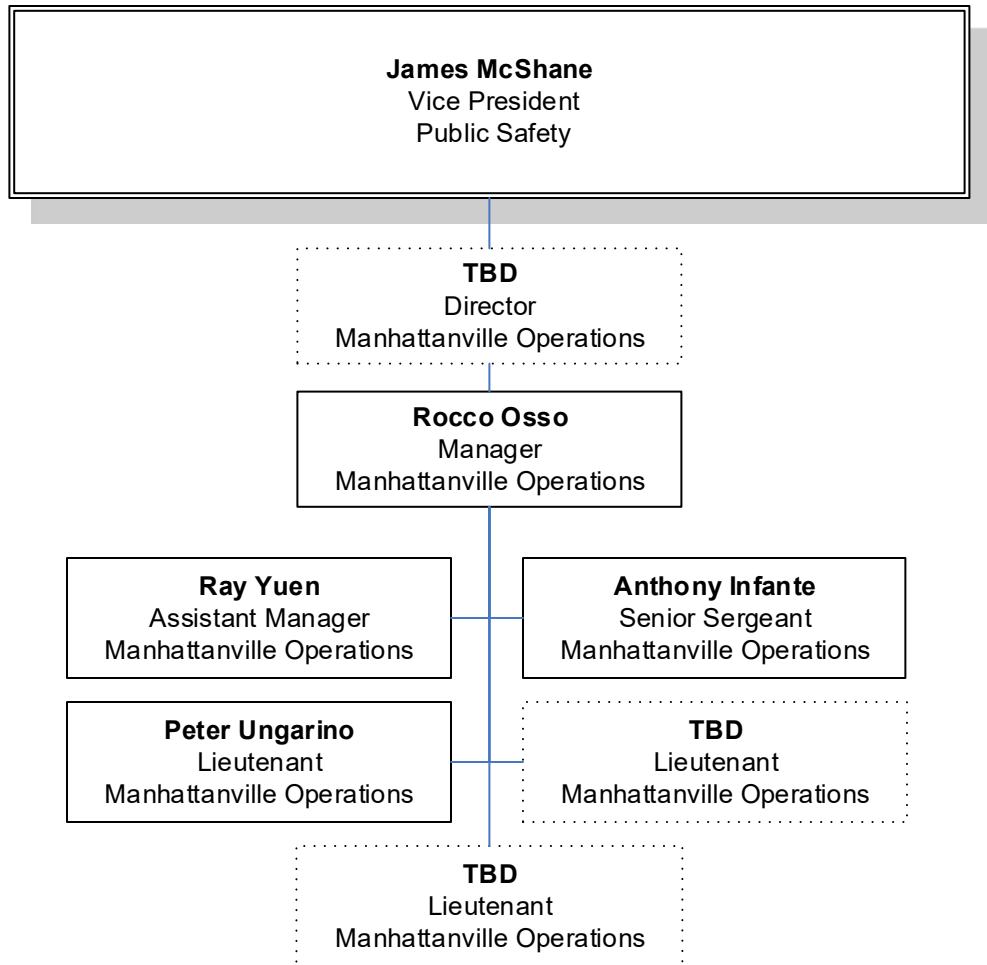 James McShane
Vice President
Public Safety
TBD
Director
Manhattanville Operations
Rocco Osso
Manager
Manhattanville Operations
Ray Yuen
Assistant Manager
Manhattanville Operations
Anthony Infante
Senior Sergeant
Manhattanville Operations
Peter Ungarino
Lieutenant
Manhattanville Operations
TBD
Lieutenant
Manhattanville Operations
TBD
Lieutenant
Manhattanville Operations